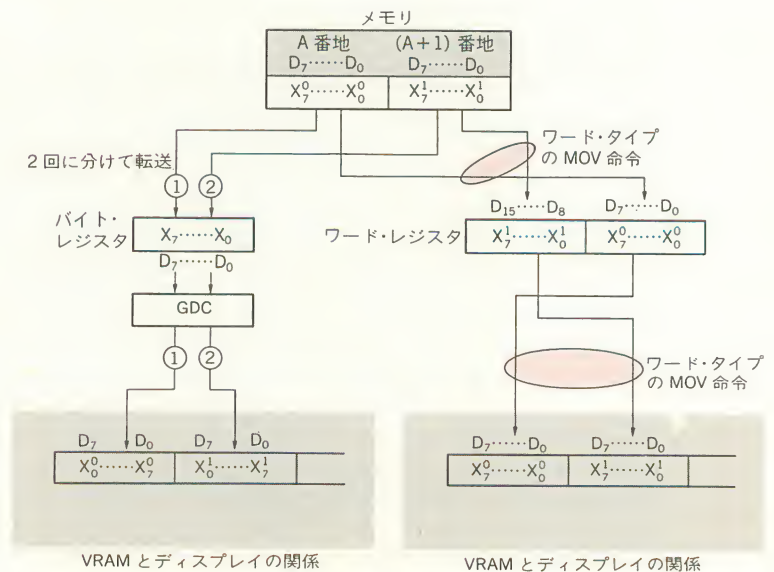 メモリ
A 番地 (A+1) 番地
D₇……D₀ D₇……D₀
X⁰₇……X⁰₀ X¹₇……X¹₀
2回に分けて転送
① ②
ワード・タイプ
の MOV 命令
バイト・
レジスタ
X₇……X₀
D₇……D₀
GDC
① ②
D₁₅……D₈ D₇……D₀
ワード・レジスタ
X¹₇……X¹₀ X⁰₇……X⁰₀
ワード・タイプ
の MOV 命令
D₇ D₀ D₇ D₀
X⁰₀……X⁰₇ X¹₀……X¹₇
VRAM とディスプレイの関係
D₇……D₀ D₇……D₀
X⁰₇……X⁰₀ X¹₇……X¹₀
VRAM とディスプレイの関係